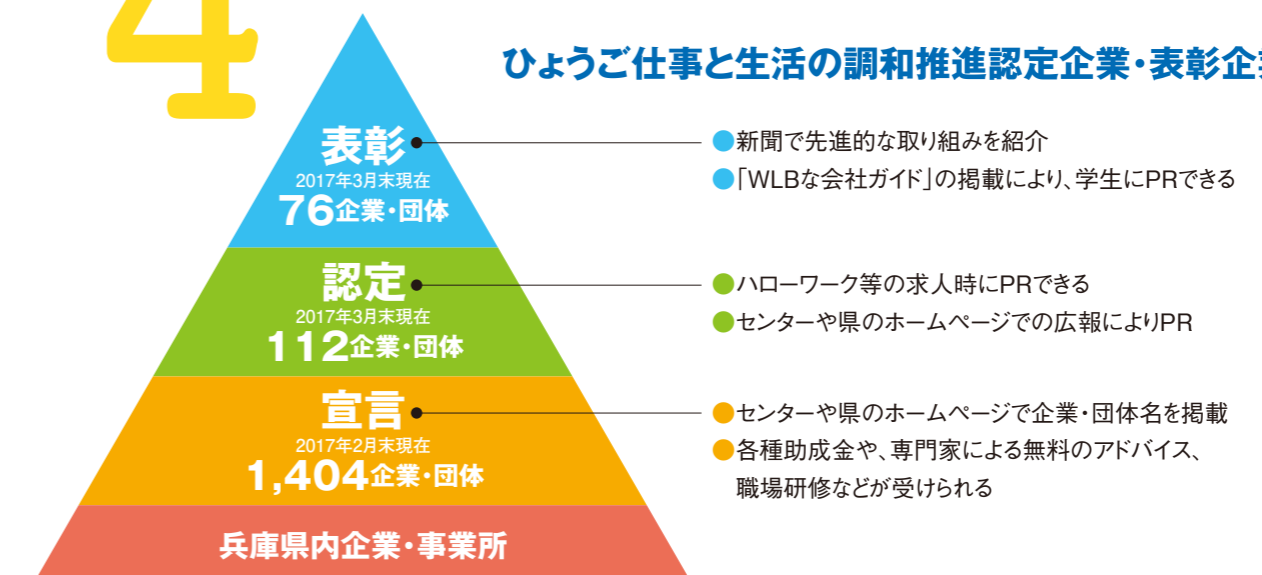 4
ひょうご仕事と生活の調和推進認定企業・表彰企
表彰
2017年3月末現在
76企業・団体
●新聞で先進的な取り組みを紹介
●「WLBな会社ガイド」の掲載により、学生にPRできる
認定
2017年3月末現在
112企業・団体
●ハローワーク等の求人時にPRできる
●センターや県のホームページでの広報によりPR
宣言
2017年2月末現在
1,404企業・団体
●センターや県のホームページで企業・団体名を掲載
●各種助成金や、専門家による無料のアドバイス、
職場研修などが受けられる
兵庫県内企業・事業所